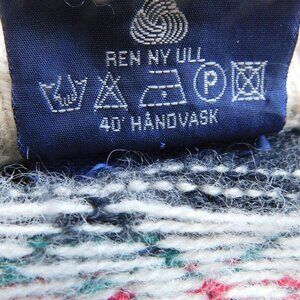 REN NY ULL
P
40° HÅNDVASK